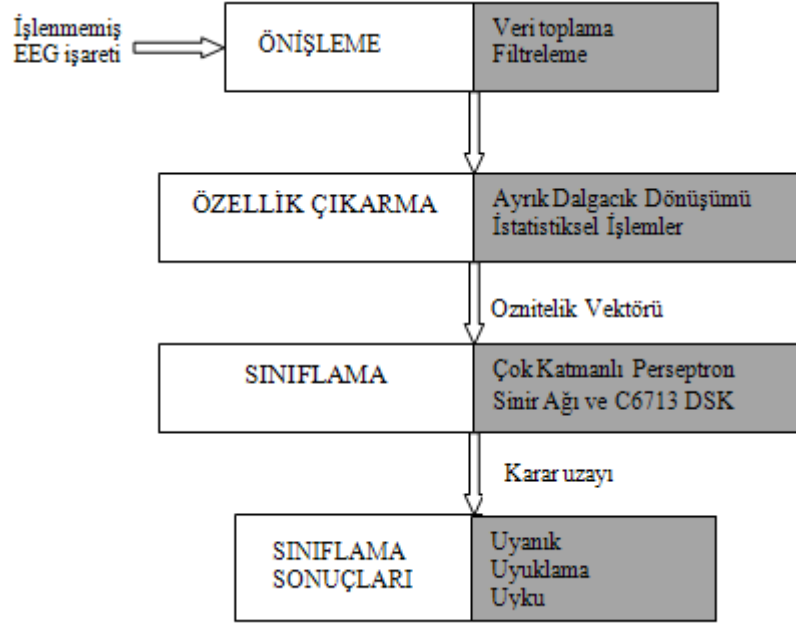 İşlenmemiş
EEG işareti
ÖNİŞLEME
Veri toplama
Filtreleme
ÖZELLİK ÇIKARMA
Ayrık Dalgacık Dönüşümü
İstatistiksel İşlemler
Oznitelik Vektörü
SINIFLAMA
Çok Katmanlı Perseptron
Sinir Ağı ve C6713 DSK
Karar uzayı
SINIFLAMA
SONUÇLARI
Uyanık
Uyuklama
Uyku